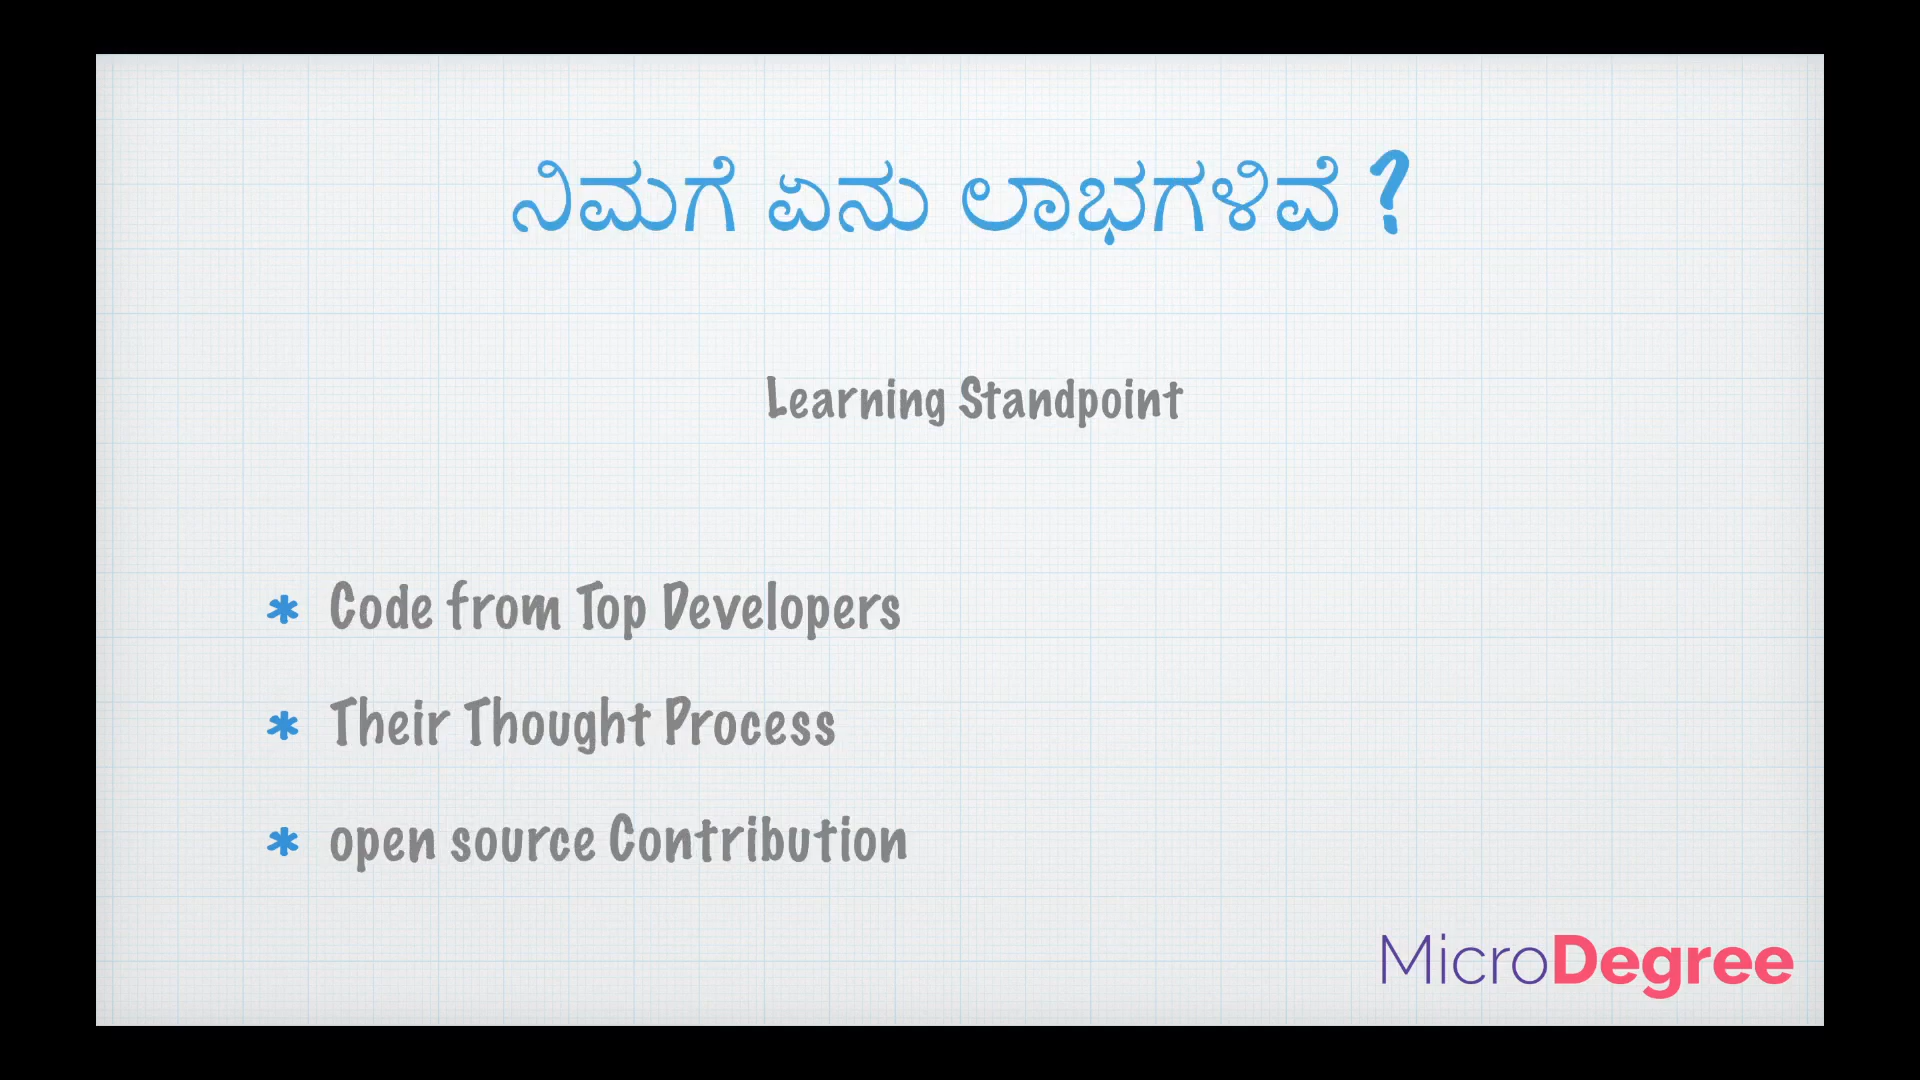 ನಿಮಗೆ ಏನು ಲಾಭಗಳಿವೆ ?
Learning Standpoint
* Code from Top Developers
* Their Thought Process
* open source Contribution
MicroDegree